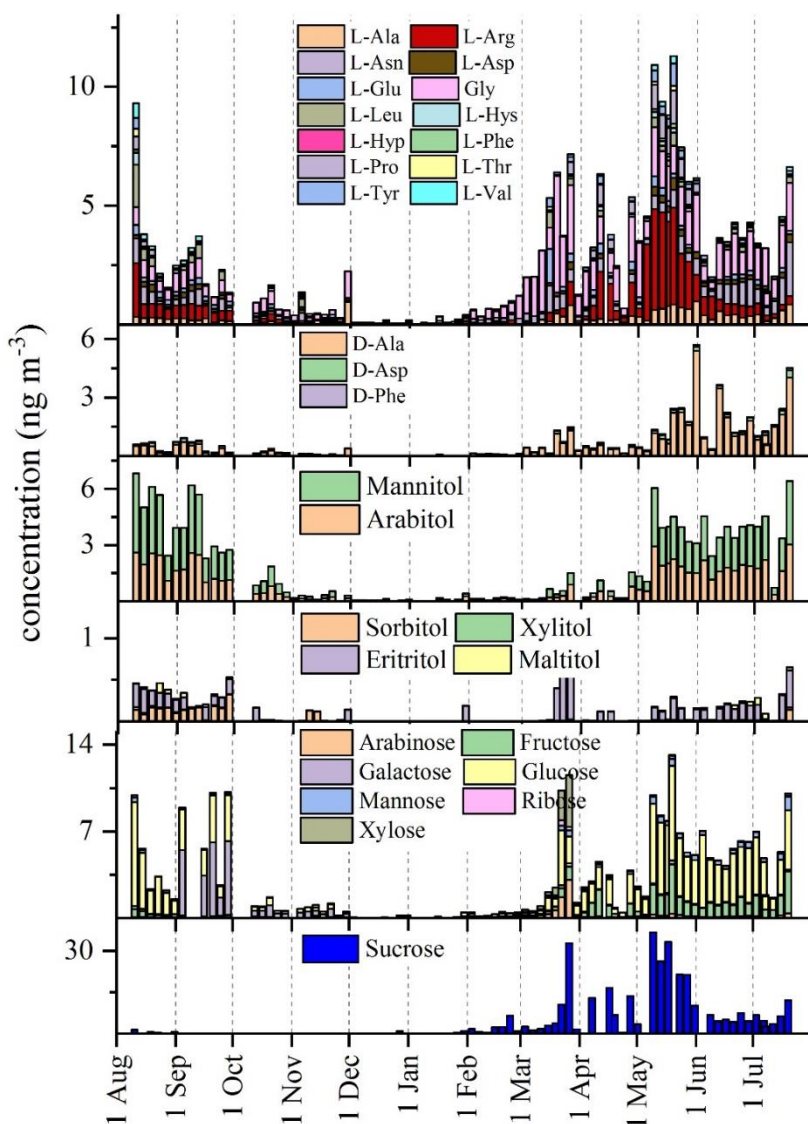 L-Ala L-Arg
L-Asn L-Asp
L-Glu Gly
L-Leu L-Hys
L-Hyp L-Phe
L-Pro L-Thr
L-Tyr L-Val
10
5
6
3
D-Ala
D-Asp
D-Phe
concentration (ng m⁻³)
6
3
Mannitol
Arabitol
1
Sorbitol Xylitol
Eritritol Maltitol
14
7
Arabinose Fructose
Galactose Glucose
Mannose Ribose
Xylose
30
Sucrose
1 Aug
1 Sep
1 Oct
1 Nov
1 Dec
1 Jan
1 Feb
1 Mar
1 Apr
1 May
1 Jun
1 Jul